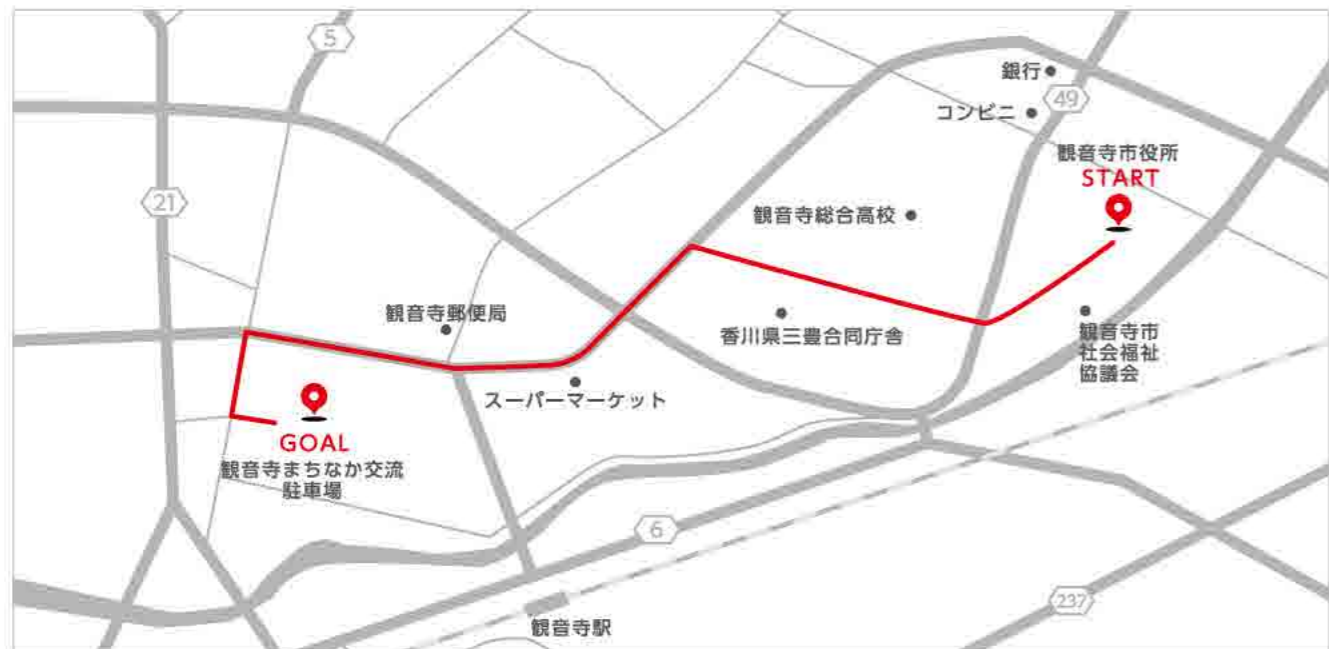 5
銀行
49
コンビニ
観音寺市役所
START
21
観音寺総合高校
観音寺郵便局
香川県三豊合同庁舎
観音寺市
社会福祉
協議会
スーパーマーケット
GOAL
観音寺まちなか交流
駐車場
6
237
観音寺駅